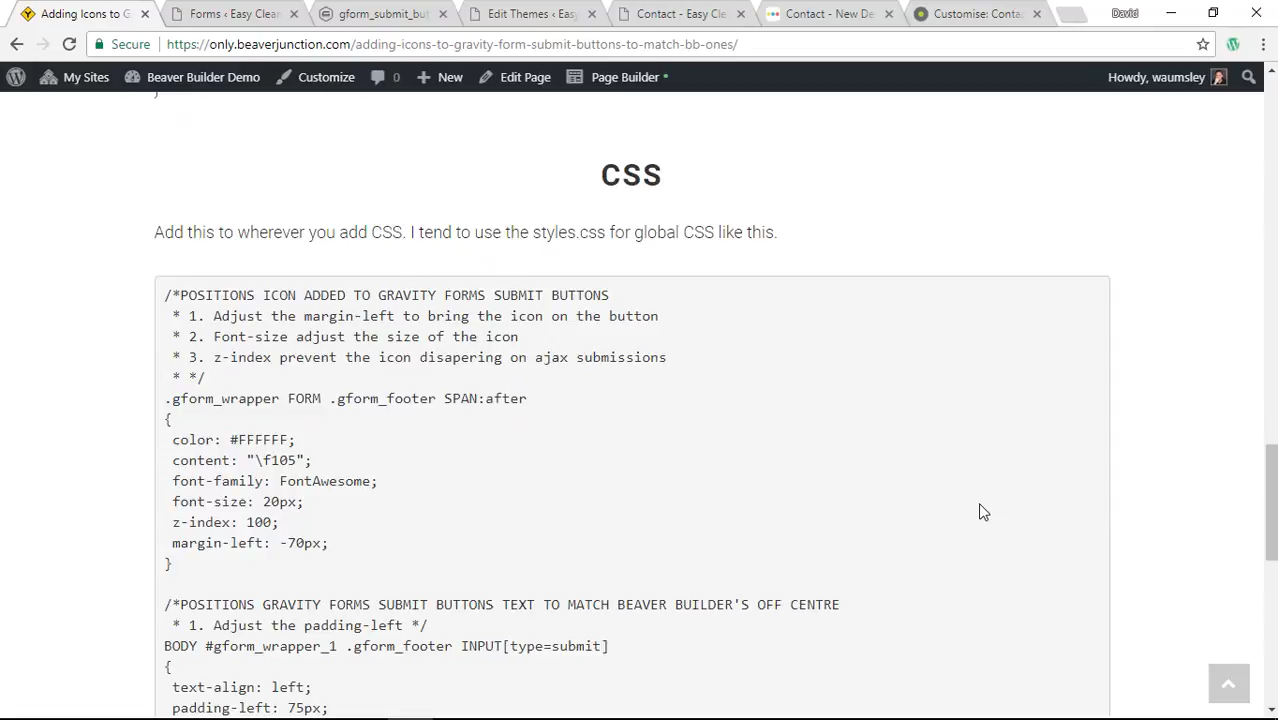 Adding Icons to G
Forms ‹ Easy Clea
gform_submit_but
Edit Themes ‹ Easy
Contact - Easy Cle
Contact - New De
Customise: Conta
David
Secure
https://only.beaverjunction.com/adding-icons-to-gravity-form-submit-buttons-to-match-bb-ones/
My Sites
Beaver Builder Demo
Customize
0
New
Edit Page
Page Builder
Howdy, waumsley
}
CSS
Add this to wherever you add CSS. I tend to use the styles.css for global CSS like this.
/*POSITIONS ICON ADDED TO GRAVITY FORMS SUBMIT BUTTONS
* 1. Adjust the margin-left to bring the icon on the button
* 2. Font-size adjust the size of the icon
* 3. z-index prevent the icon disapering on ajax submissions
* */
.gform_wrapper FORM .gform_footer SPAN:after
{
color: #FFFFFF;
content: "\f105";
font-family: FontAwesome;
font-size: 20px;
z-index: 100;
margin-left: -70px;
}
/*POSITIONS GRAVITY FORMS SUBMIT BUTTONS TEXT TO MATCH BEAVER BUILDER'S OFF CENTRE
* 1. Adjust the padding-left */
BODY #gform_wrapper_1 .gform_footer INPUT[type=submit]
{
text-align: left;
padding-left: 75px;